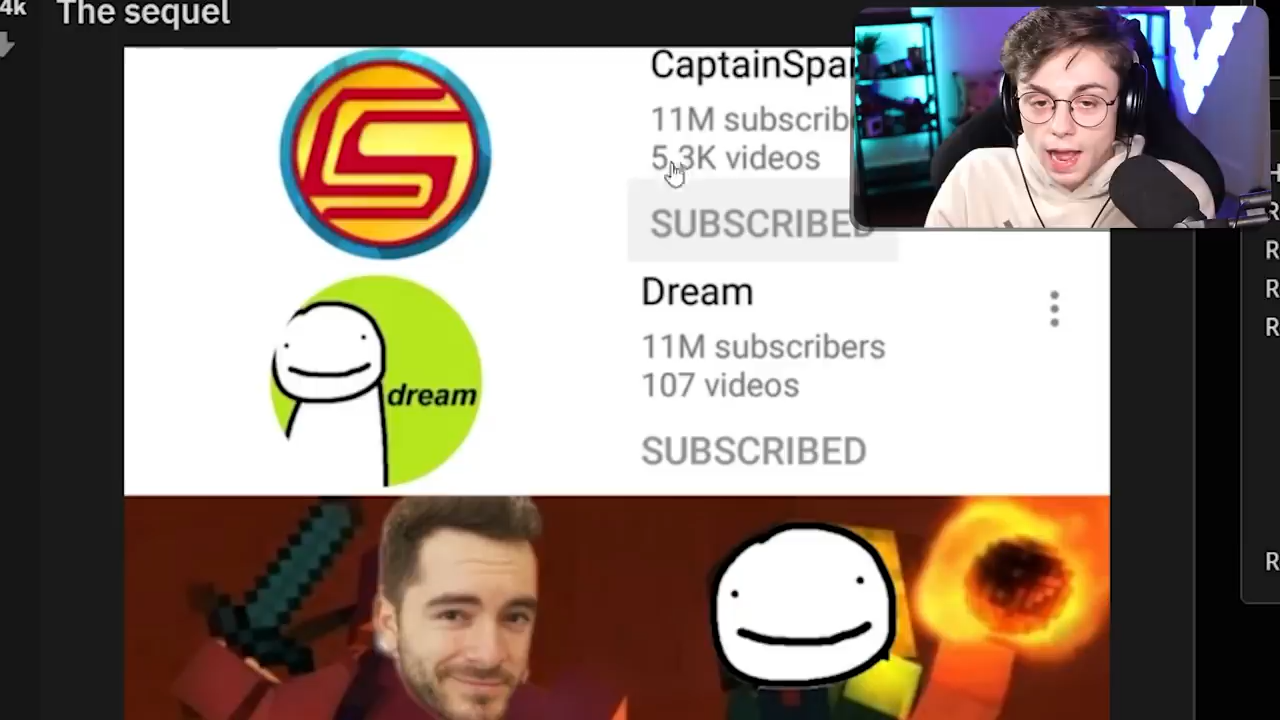 4k
The sequel
CaptainSpar
11M subscrib
5.3K videos
SUBSCRIBED
Dream
11M subscribers
107 videos
SUBSCRIBED
dream
R
R
R
R
R